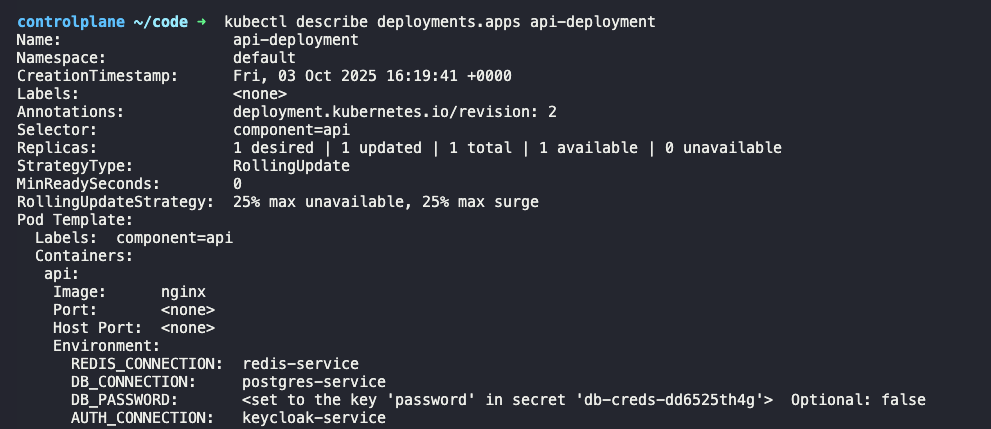 controlplane ~/code ➜ kubectl describe deployments.apps api-deployment
Name:                   api-deployment
Namespace:              default
CreationTimestamp:      Fri, 03 Oct 2025 16:19:41 +0000
Labels:                 <none>
Annotations:            deployment.kubernetes.io/revision: 2
Selector:               component=api
Replicas:               1 desired | 1 updated | 1 total | 1 available | 0 unavailable
StrategyType:           RollingUpdate
MinReadySeconds:        0
RollingUpdateStrategy:  25% max unavailable, 25% max surge
Pod Template:
  Labels:  component=api
  Containers:
   api:
    Image:      nginx
    Port:       <none>
    Host Port:  <none>
    Environment:
      REDIS_CONNECTION:  redis-service
      DB_CONNECTION:     postgres-service
      DB_PASSWORD:       <set to the key 'password' in secret 'db-creds-dd6525th4g'>  Optional: false
      AUTH_CONNECTION:   keycloak-service